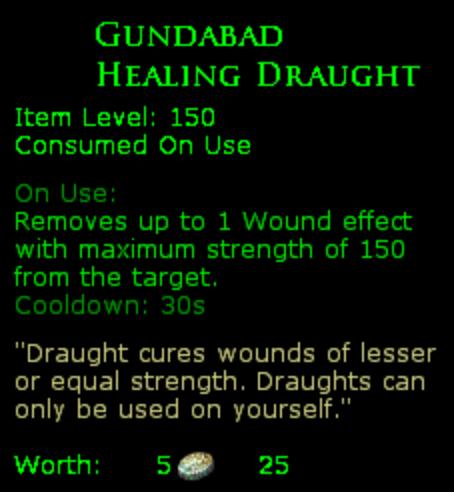 Gundabad
Healing Draught
Item Level: 150
Consumed On Use
On Use:
Removes up to 1 Wound effect
with maximum strength of 150
from the target.
Cooldown: 30s
"Draught cures wounds of lesser
or equal strength. Draughts can
only be used on yourself."
Worth: 5 25